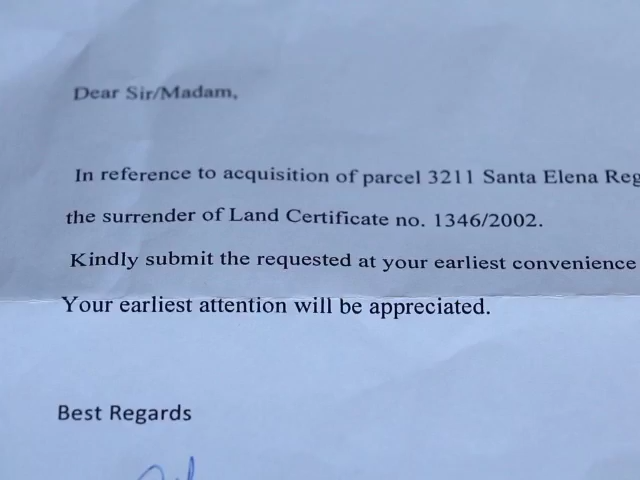 Dear Sir/Madam,
In reference to acquisition of parcel 3211 Santa Elena Reg
the surrender of Land Certificate no. 1346/2002.
Kindly submit the requested at your earliest convenience
Your earliest attention will be appreciated.
Best Regards